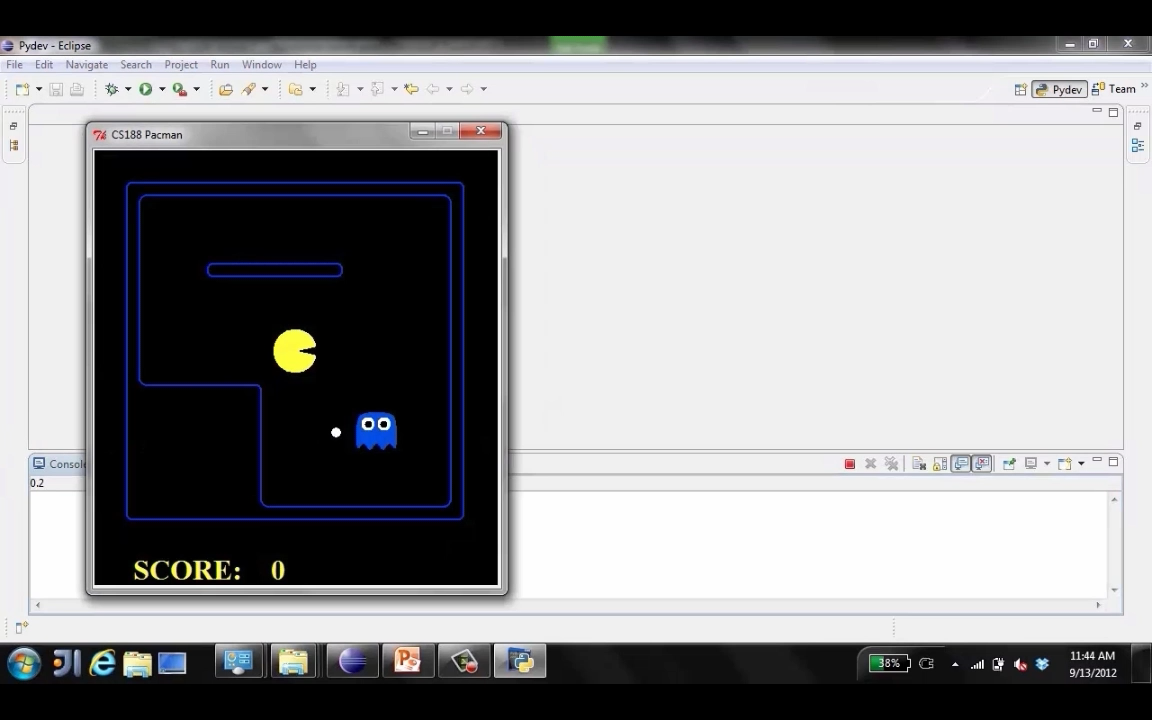 Pydev - Eclipse
File Edit Navigate Search Project Run Window Help
Pydev Team
CS188 Pacman
Consol
0.2
SCORE: 0
38%
11:44 AM
9/13/2012